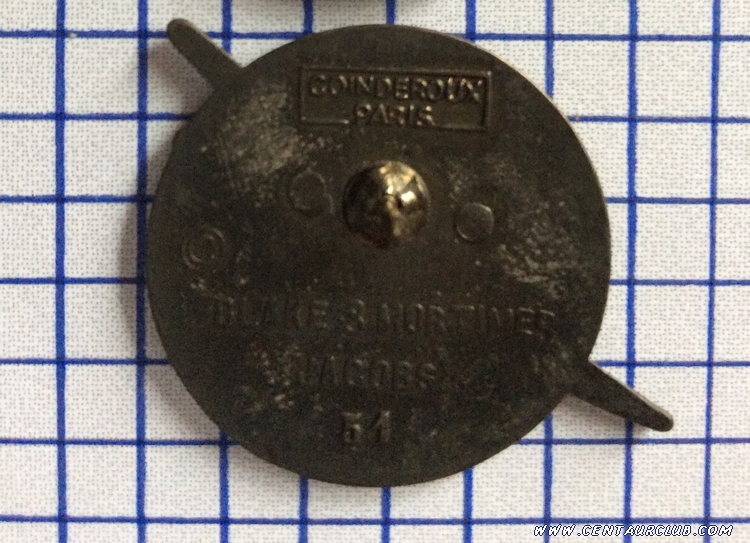 COINDEROUX
PARIS
BLAKE & MORTIMER
JACOBS
51
WWW.CENTAURCLUB.COM